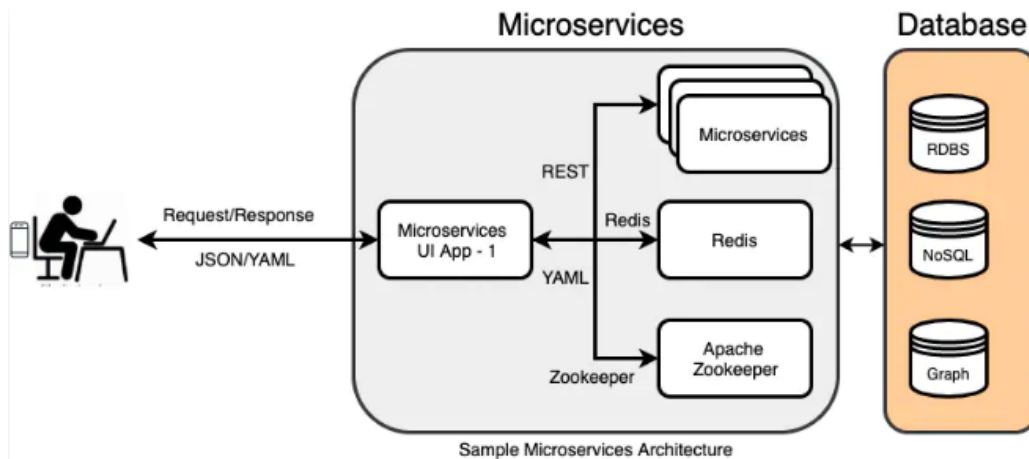 Microservices
Database
Microservices
RDBS
REST
Request/Response
JSON/YAML
Microservices
UI App - 1
Redis
Redis
YAML
NoSQL
Apache
Zookeeper
Zookeeper
Graph
Sample Microservices Architecture